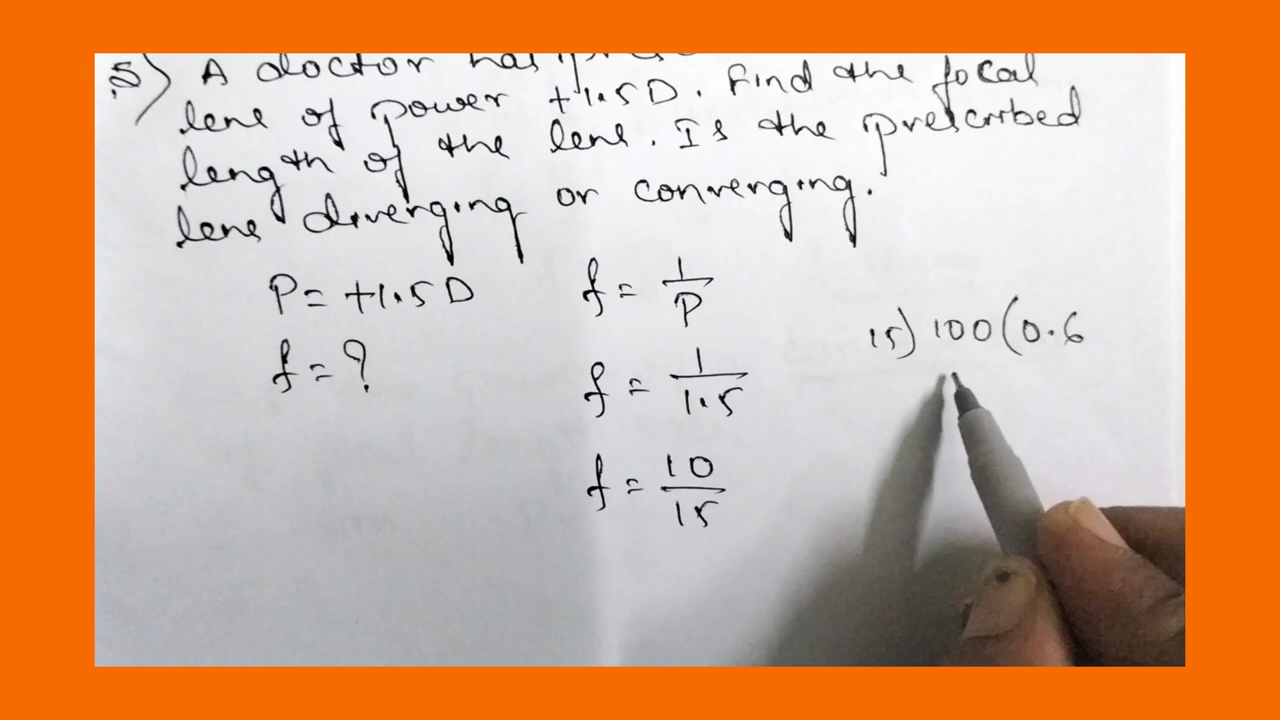 5) A doctor has
lens of power +1.5D. Find the focal
length of the lens. Is the prescribed
lens diverging or converging.
P = +1.5 D
f = ?
f = 1/P
f = 1/1.5
f = 10/15
15) 100 (0.6